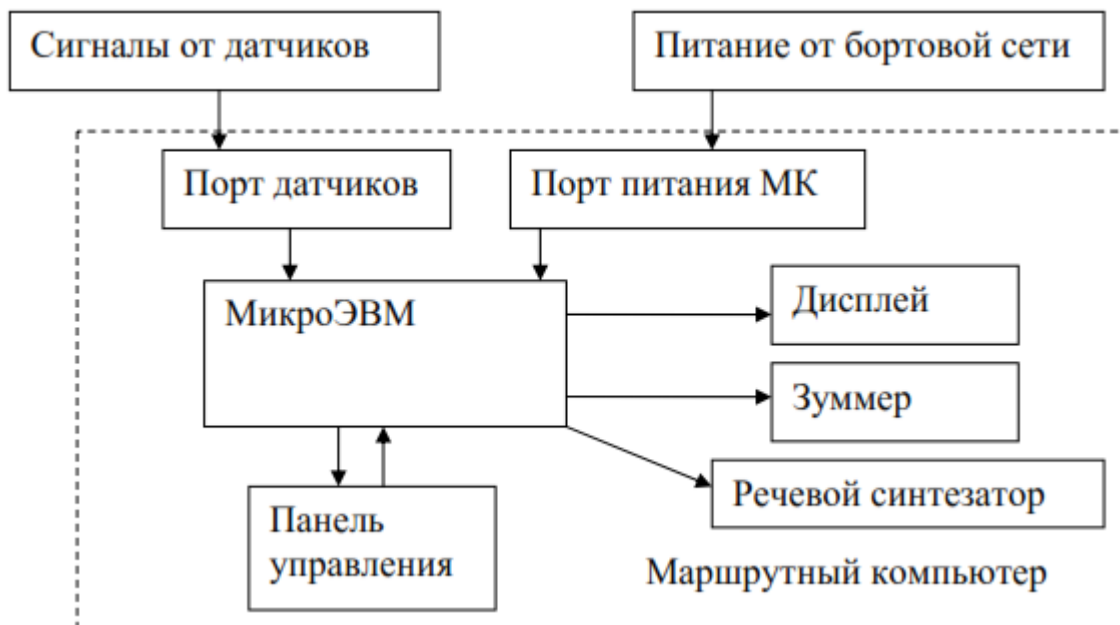 Сигналы от датчиков
Питание от бортовой сети
Порт датчиков
Порт питания МК
МикроЭВМ
Дисплей
Зуммер
Речевой синтезатор
Панель
управления
Маршрутный компьютер